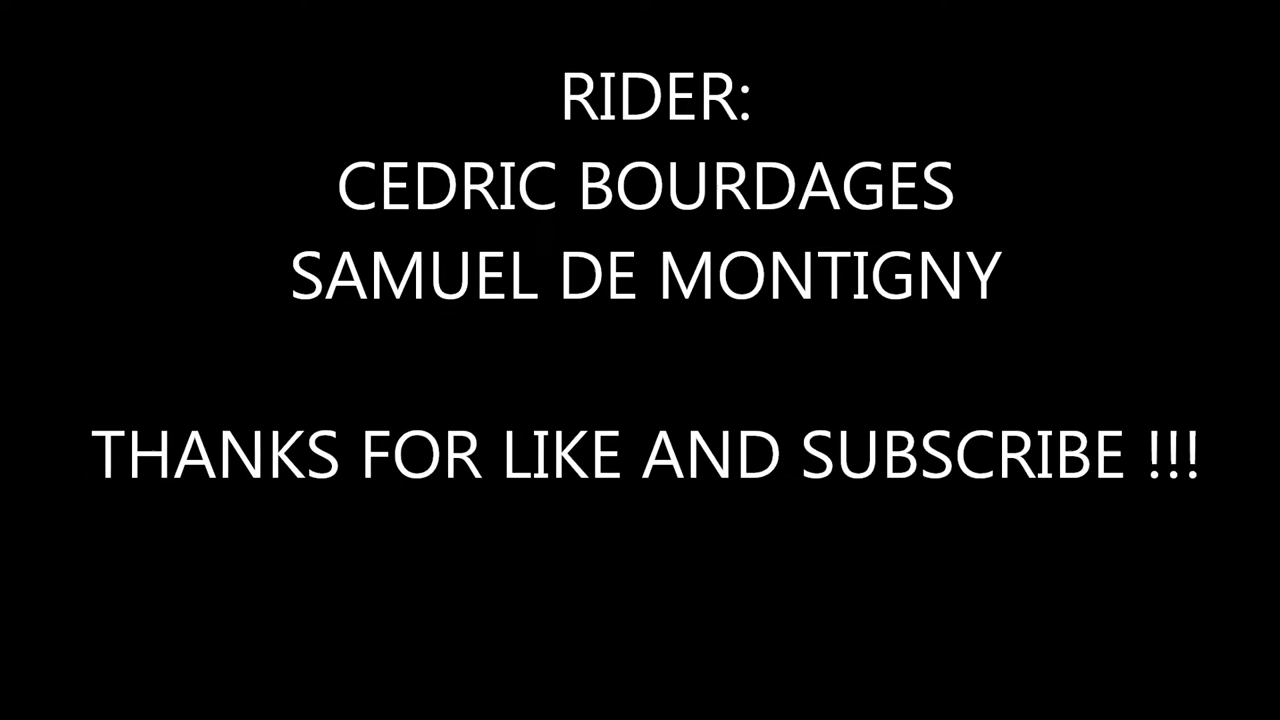 RIDER:
CEDRIC BOURDAGES
SAMUEL DE MONTIGNY
THANKS FOR LIKE AND SUBSCRIBE !!!